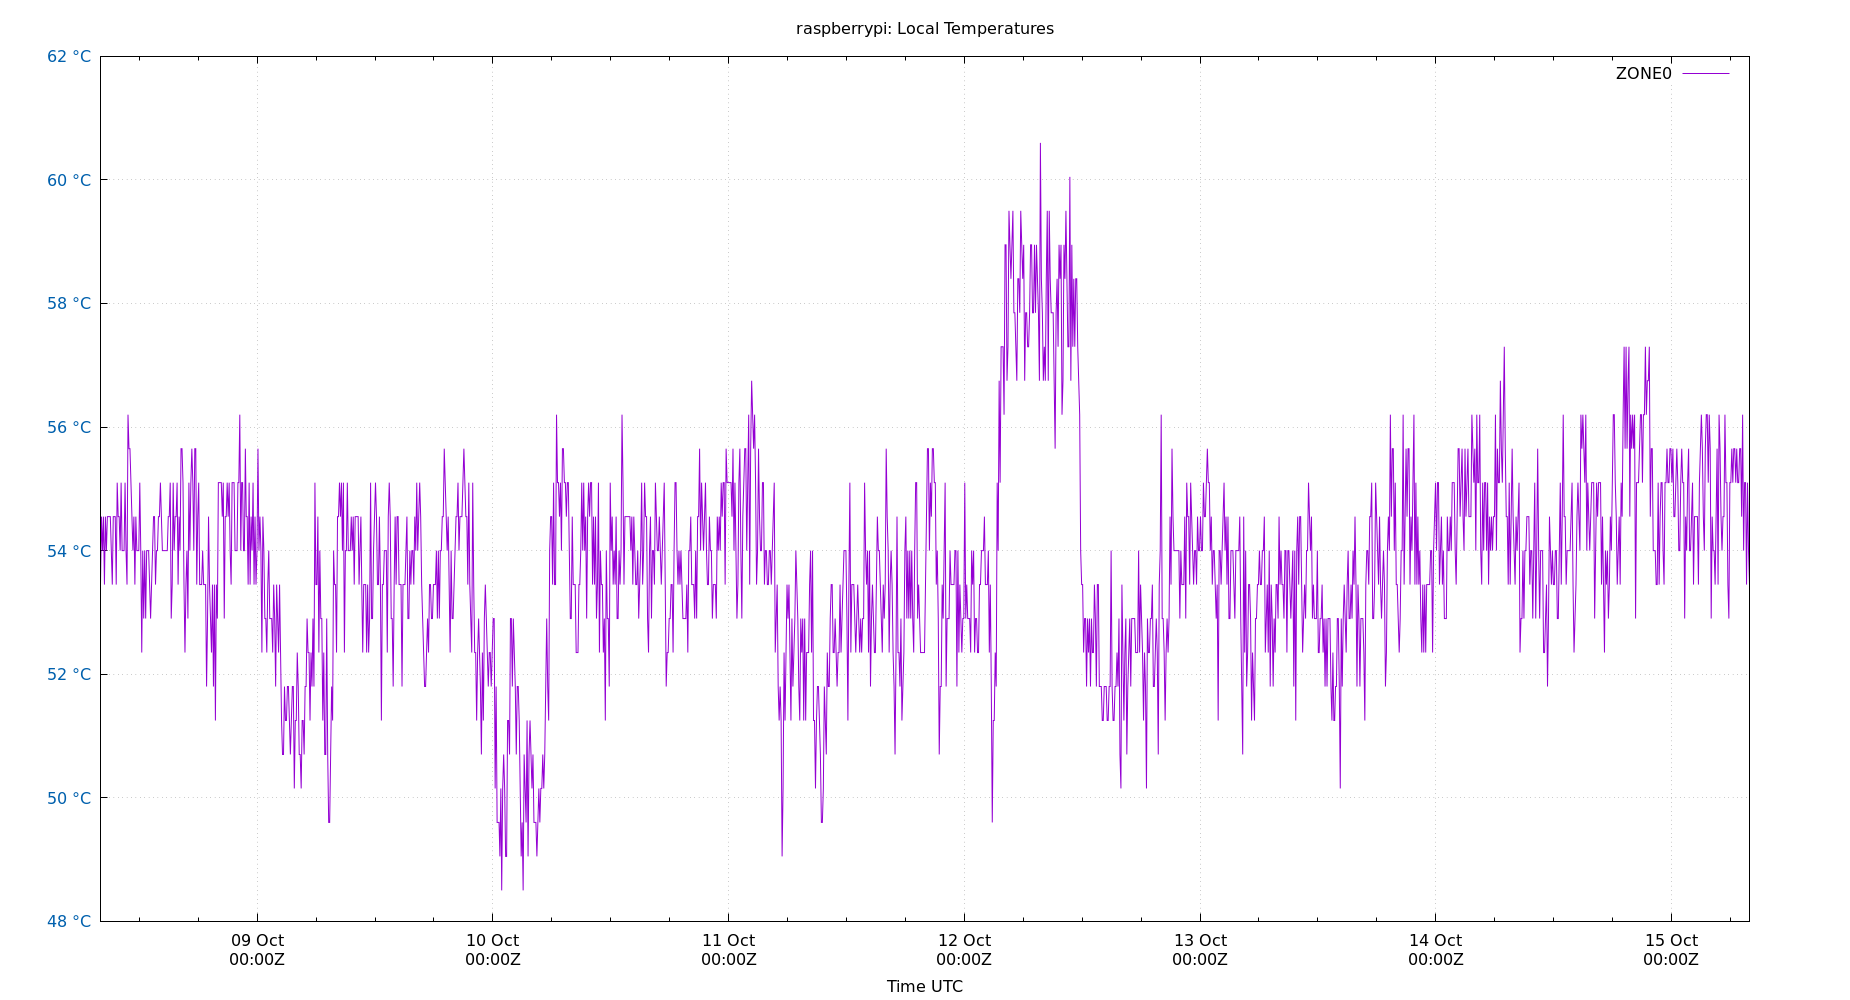 raspberrypi: Local Temperatures
62 °C
ZONE0
60 °C
58 °C
56 °C
54 °C
52 °C
50 °C
48 °C
09 Oct 10 Oct 11 Oct 12 Oct 13 Oct 14 Oct 15 Oct
00:00Z 00:00Z 00:00Z 00:00Z 00:00Z 00:00Z 00:00Z
Time UTC